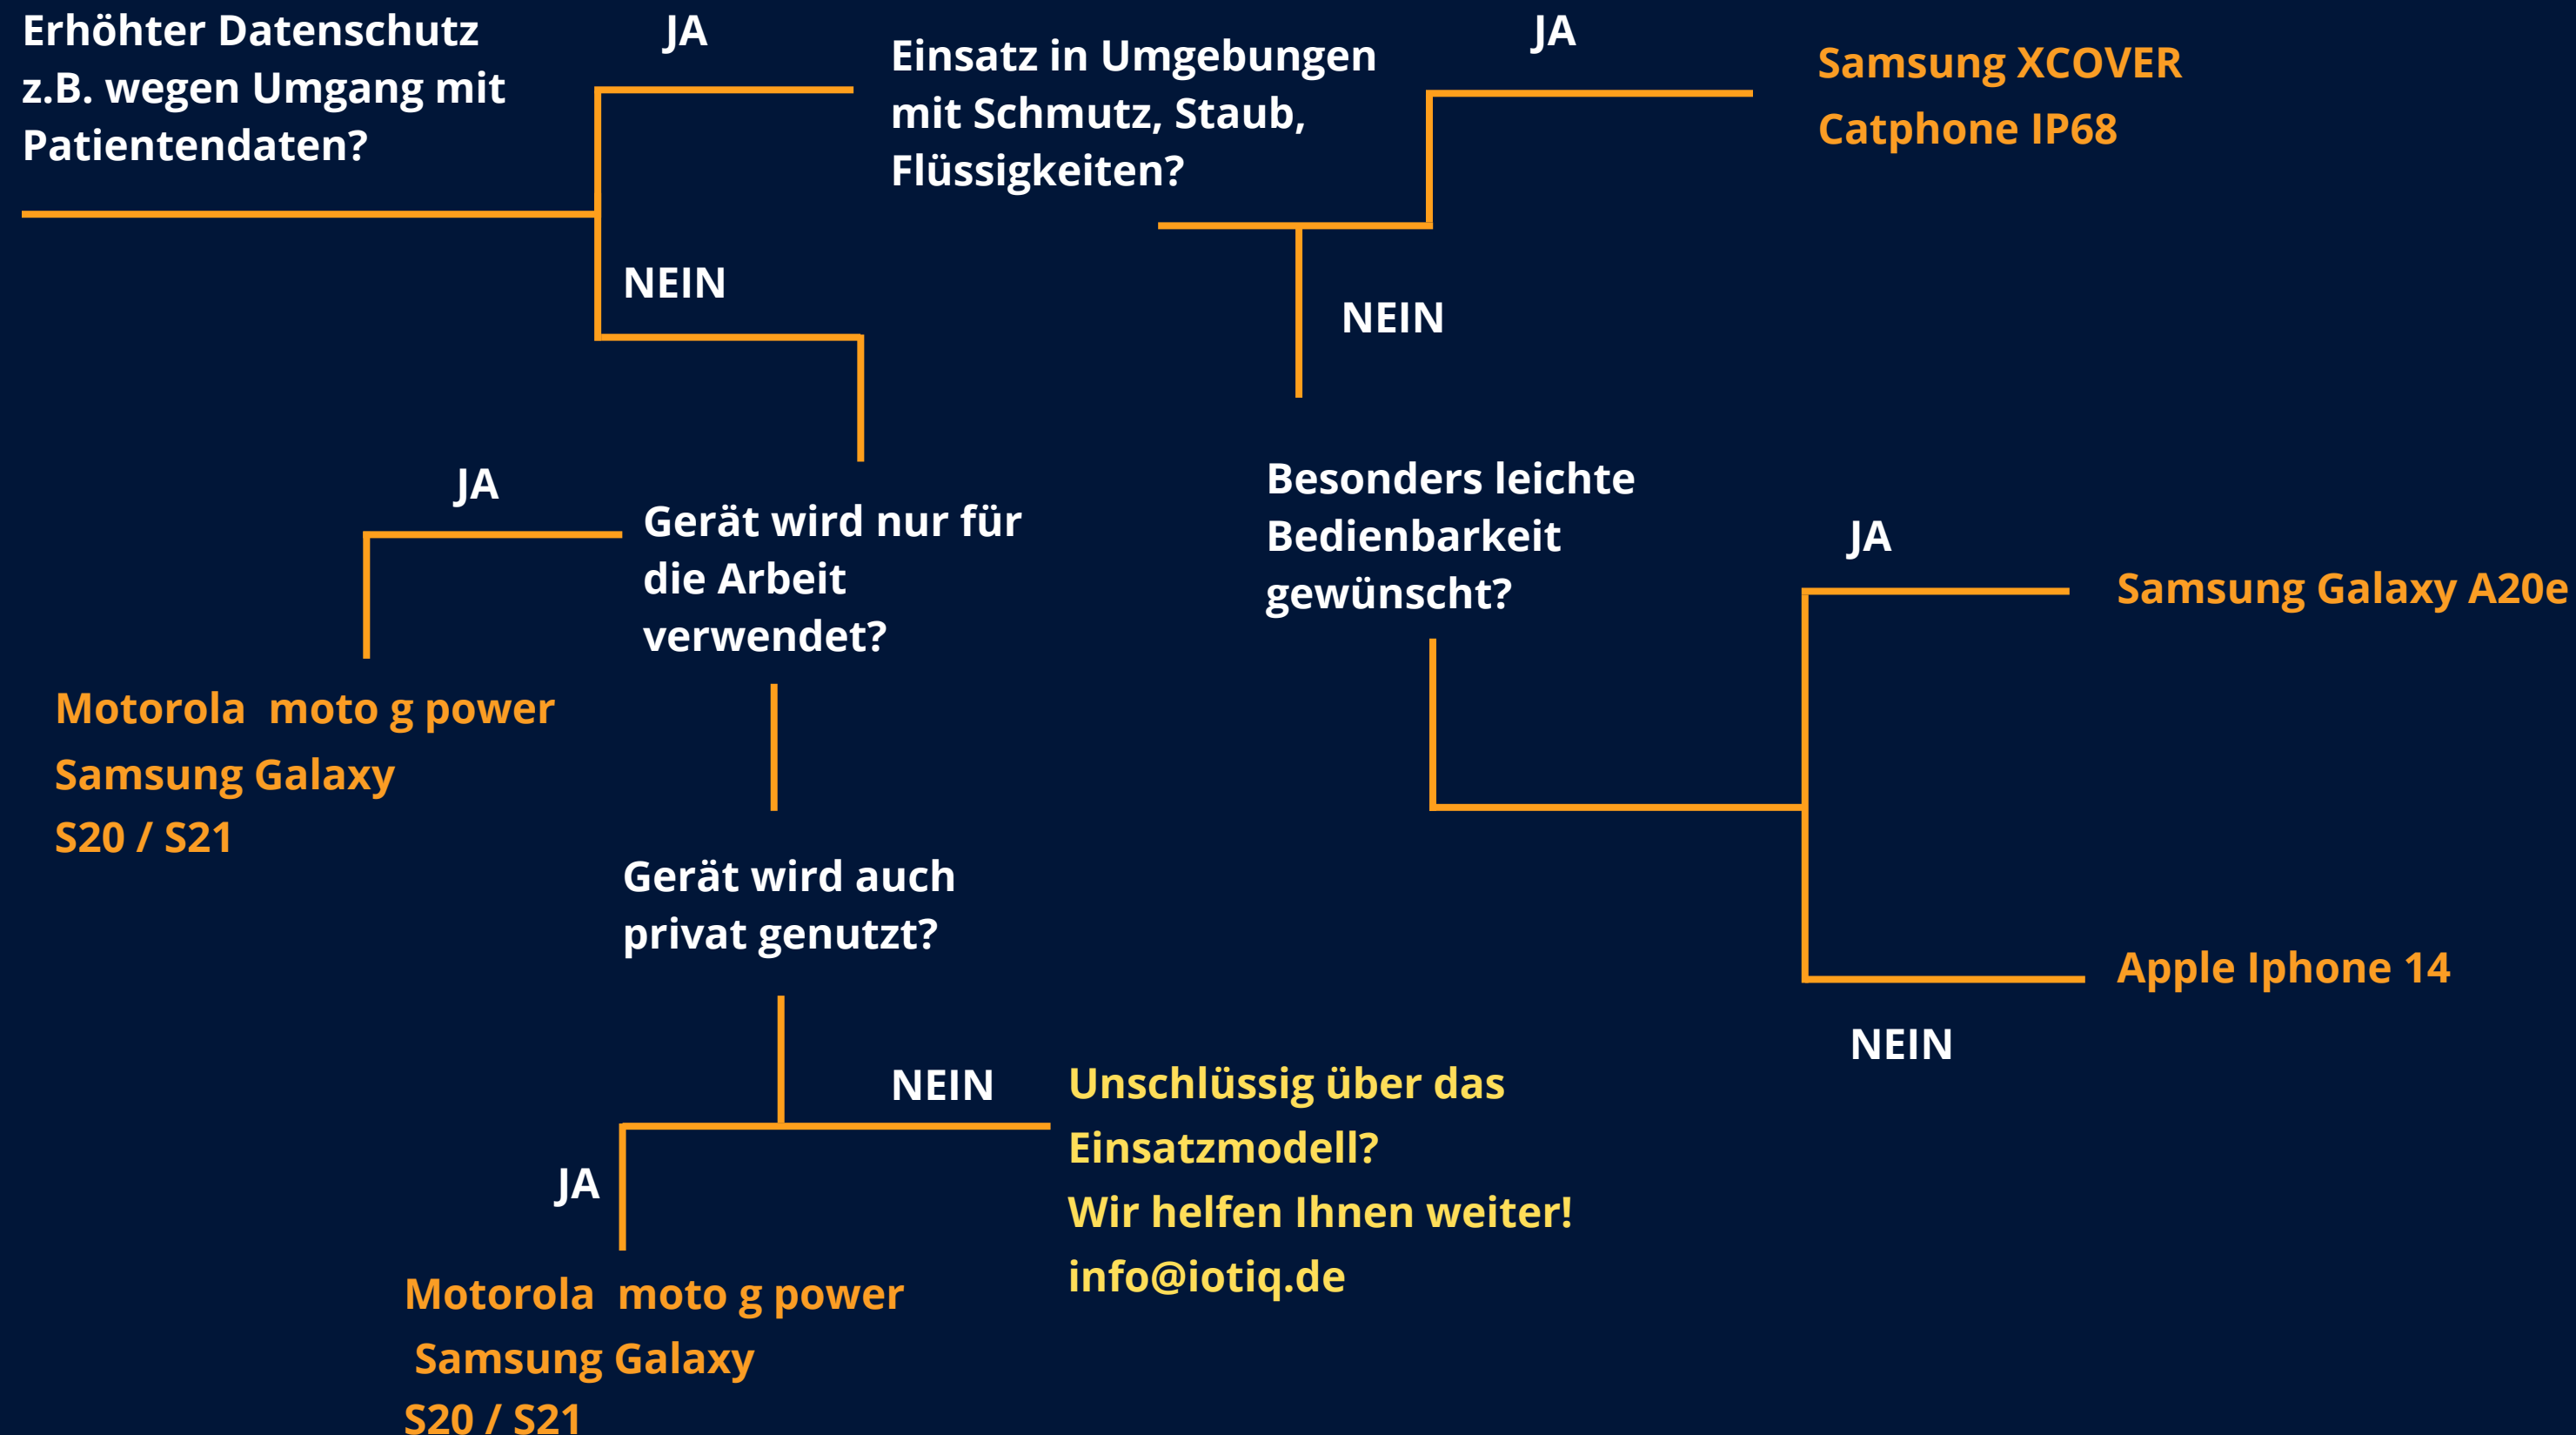 Erhöhter Datenschutz
z.B. wegen Umgang mit
Patientendaten?
JA
NEIN
Einsatz in Umgebungen
mit Schmutz, Staub,
Flüssigkeiten?
JA
NEIN
Samsung XCOVER
Catphone IP68
JA
Gerät wird nur für
die Arbeit
verwendet?
Motorola  moto g power
Samsung Galaxy
S20 / S21
Besonders leichte
Bedienbarkeit
gewünscht?
JA
Samsung Galaxy A20e
Apple Iphone 14
NEIN
Gerät wird auch
privat genutzt?
NEIN
JA
Unschlüssig über das
Einsatzmodell?
Wir helfen Ihnen weiter!
info@iotiq.de
Motorola  moto g power
Samsung Galaxy
S20 / S21